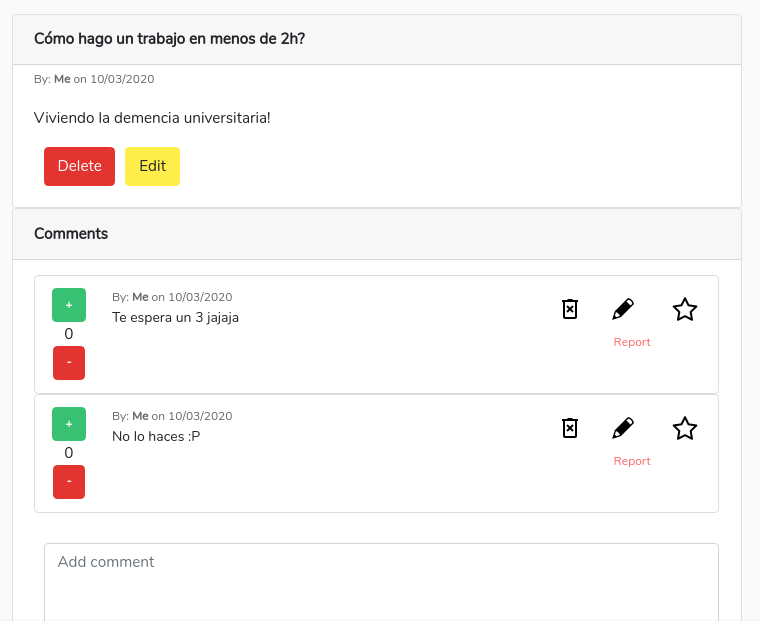 Cómo hago un trabajo en menos de 2h?
By: Me on 10/03/2020
Viviendo la demencia universitaria!
Delete Edit
Comments
+
By: Me on 10/03/2020
Te espera un 3 jajaja
0
Report
-
+
By: Me on 10/03/2020
No lo haces :P
0
Report
-
Add comment